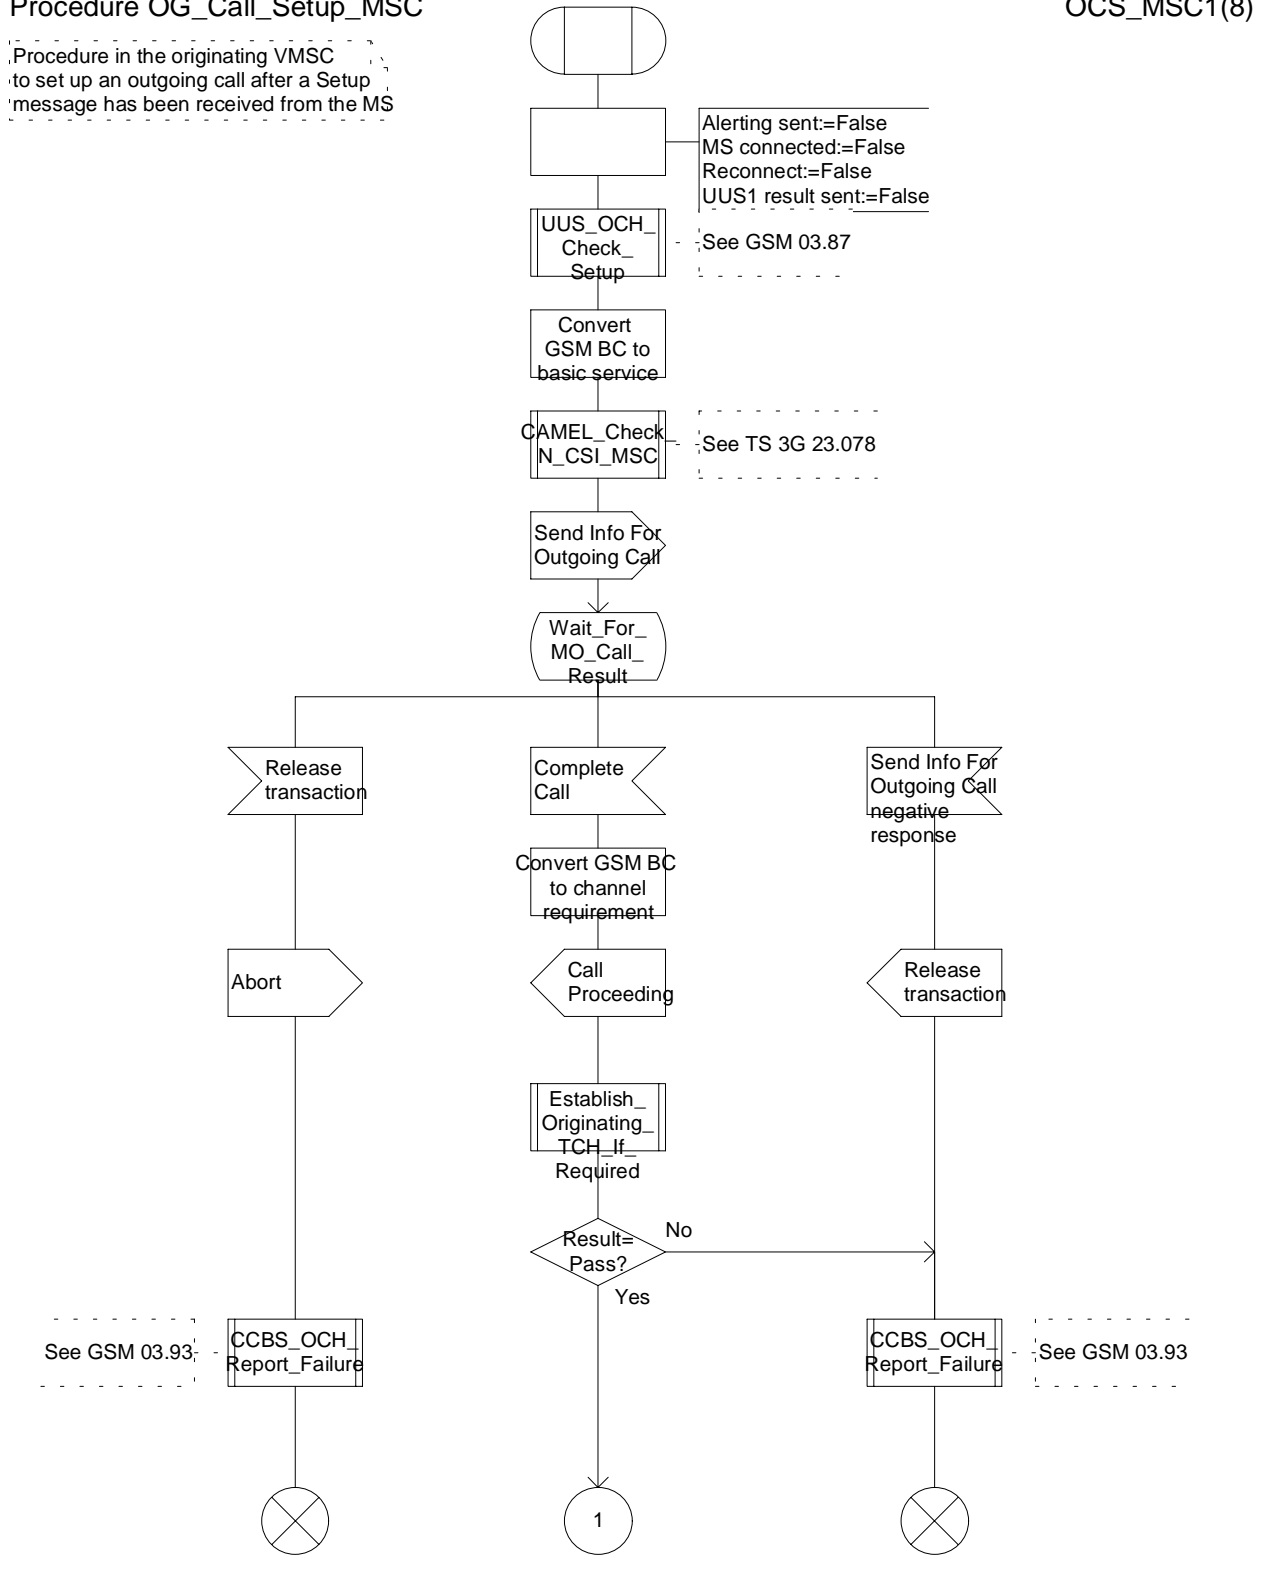 Procedure OG_Call_Setup_MSC
OCS_MSC1(8)
Procedure in the originating VMSC
to set up an outgoing call after a Setup
message has been received from the MS
Alerting sent:=False
MS connected:=False
Reconnect:=False
UUS1 result sent:=False
UUS_OCH_
Check_
Setup
See GSM 03.87
Convert
GSM BC to
basic service
CAMEL_Check_
N_CSI_MSC
See TS 3G 23.078
Send Info For
Outgoing Call
Wait_For_
MO_Call_
Result
Release
transaction
Complete
Call
Send Info For
Outgoing Call
negative
response
Convert GSM BC
to channel
requirement
Abort
Call
Proceeding
Release
transaction
Establish_
Originating_
TCH_If_
Required
Result=
Pass?
No
Yes
See GSM 03.93
CCBS_OCH_
Report_Failure
CCBS_OCH_
Report_Failure
See GSM 03.93
1